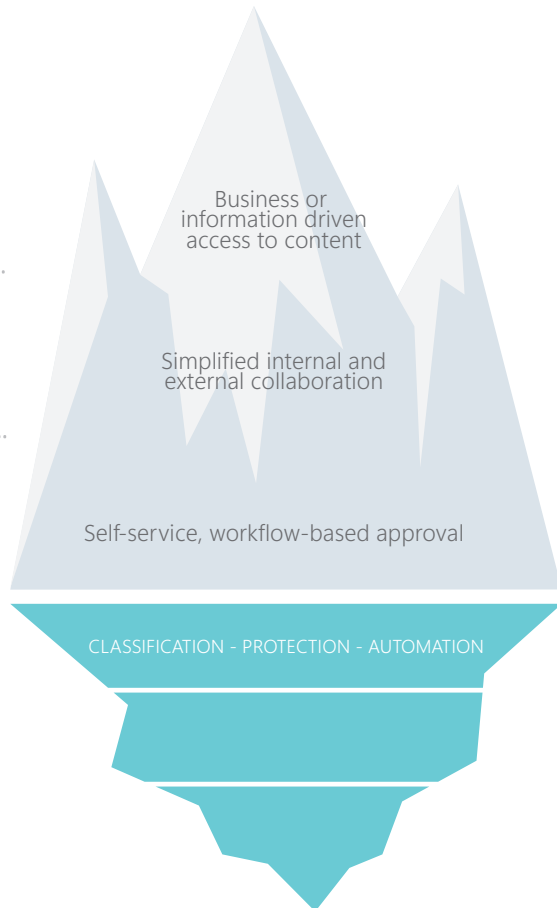 Business or
information driven
access to content
Simplified internal and
external collaboration
Self-service, workflow-based approval
CLASSIFICATION - PROTECTION - AUTOMATION